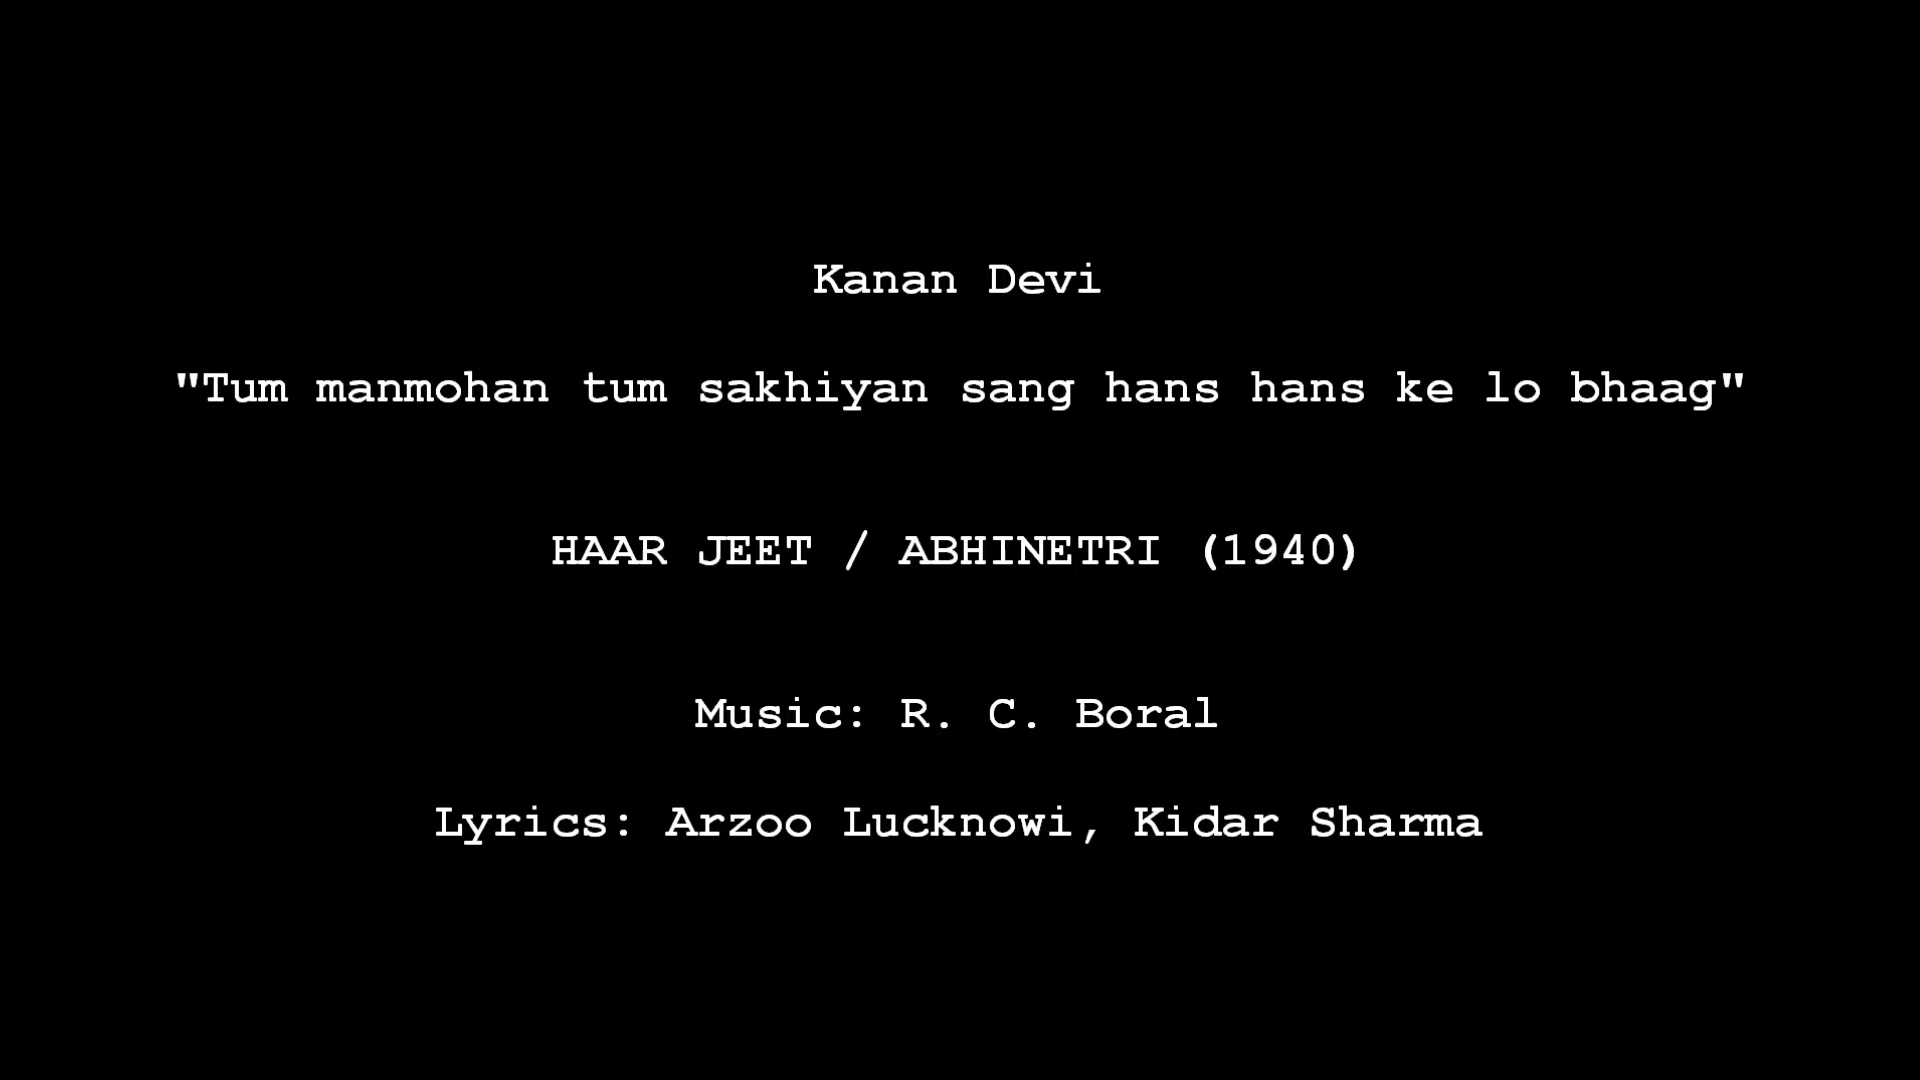 Kanan Devi
"Tum manmohan tum sakhiyan sang hans hans ke lo bhaag"
HAAR JEET / ABHINETRI (1940)
Music: R. C. Boral
Lyrics: Arzoo Lucknowi, Kidar Sharma